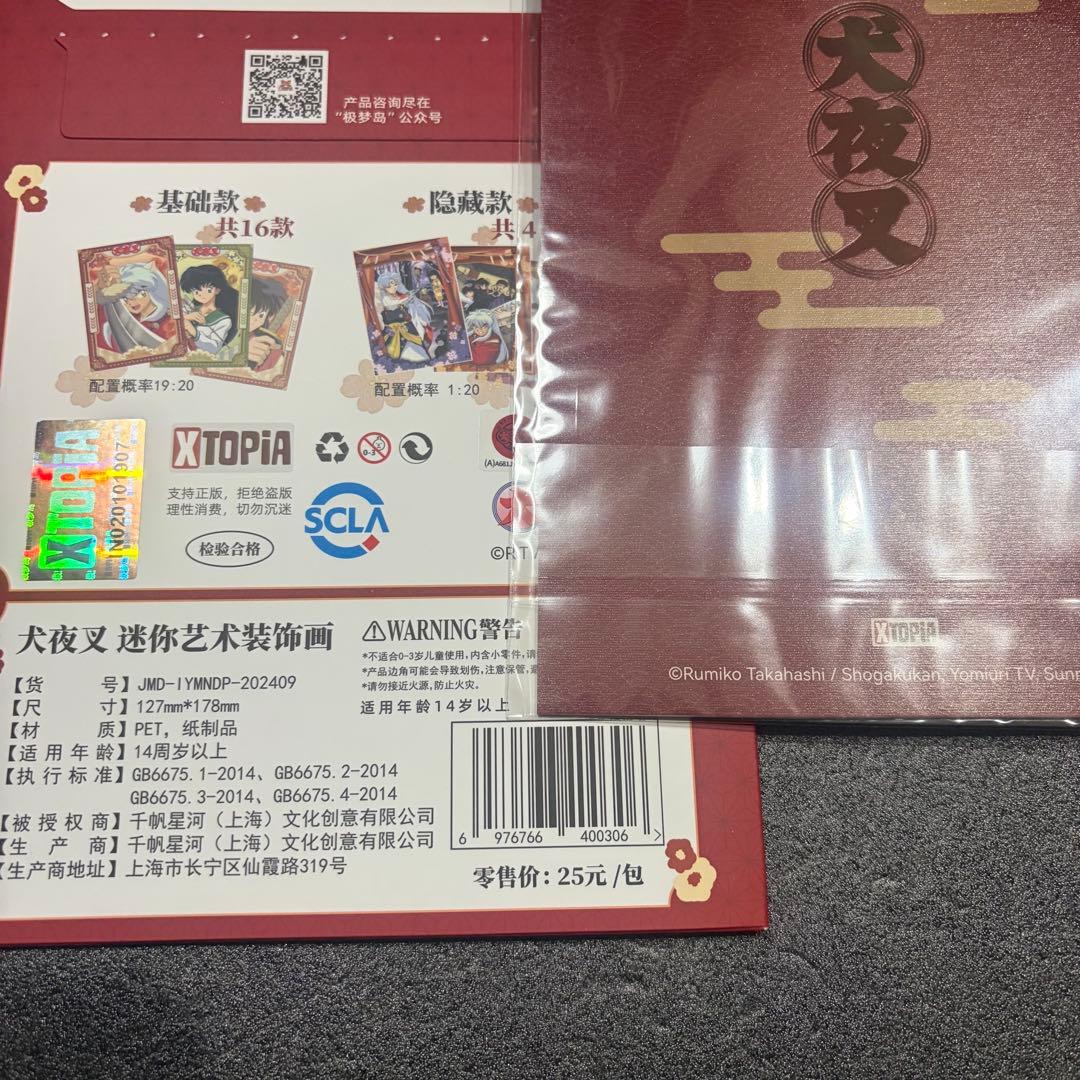 产品咨询尽在
“极梦岛”公众号
基础款
共16款
配置概率19:20
隐藏款
共 4
配置概率 1:20
XTOPiA
XTOPiA
N020101907
0-3
支持正版，拒绝盗版
理性消费，切勿沉迷
检验合格
SCLA
犬夜叉 迷你艺术装饰画
【货 号】JMD-IYMNDP-202409
【尺 寸】127mm*178mm
【材 质】PET，纸制品
【适用年龄】14周岁以上
【执行标准】GB6675.1-2014、GB6675.2-2014
GB6675.3-2014、GB6675.4-2014
【被授权商】千帆星河（上海）文化创意有限公司
【生 产 商】千帆星河（上海）文化创意有限公司
【生产商地址】上海市长宁区仙霞路319号
⚠WARNING警告
*不适合0-3岁儿童使用,内含小零件,请
*产品边角可能会导致划伤,注意保管,
*请勿接近火源,防止火灾。
适用年龄14岁以上
6 976766 400306 >
零售价：25元/包
犬夜叉
XTOPiA
©Rumiko Takahashi / Shogakukan, Yomiuri TV, Sunr